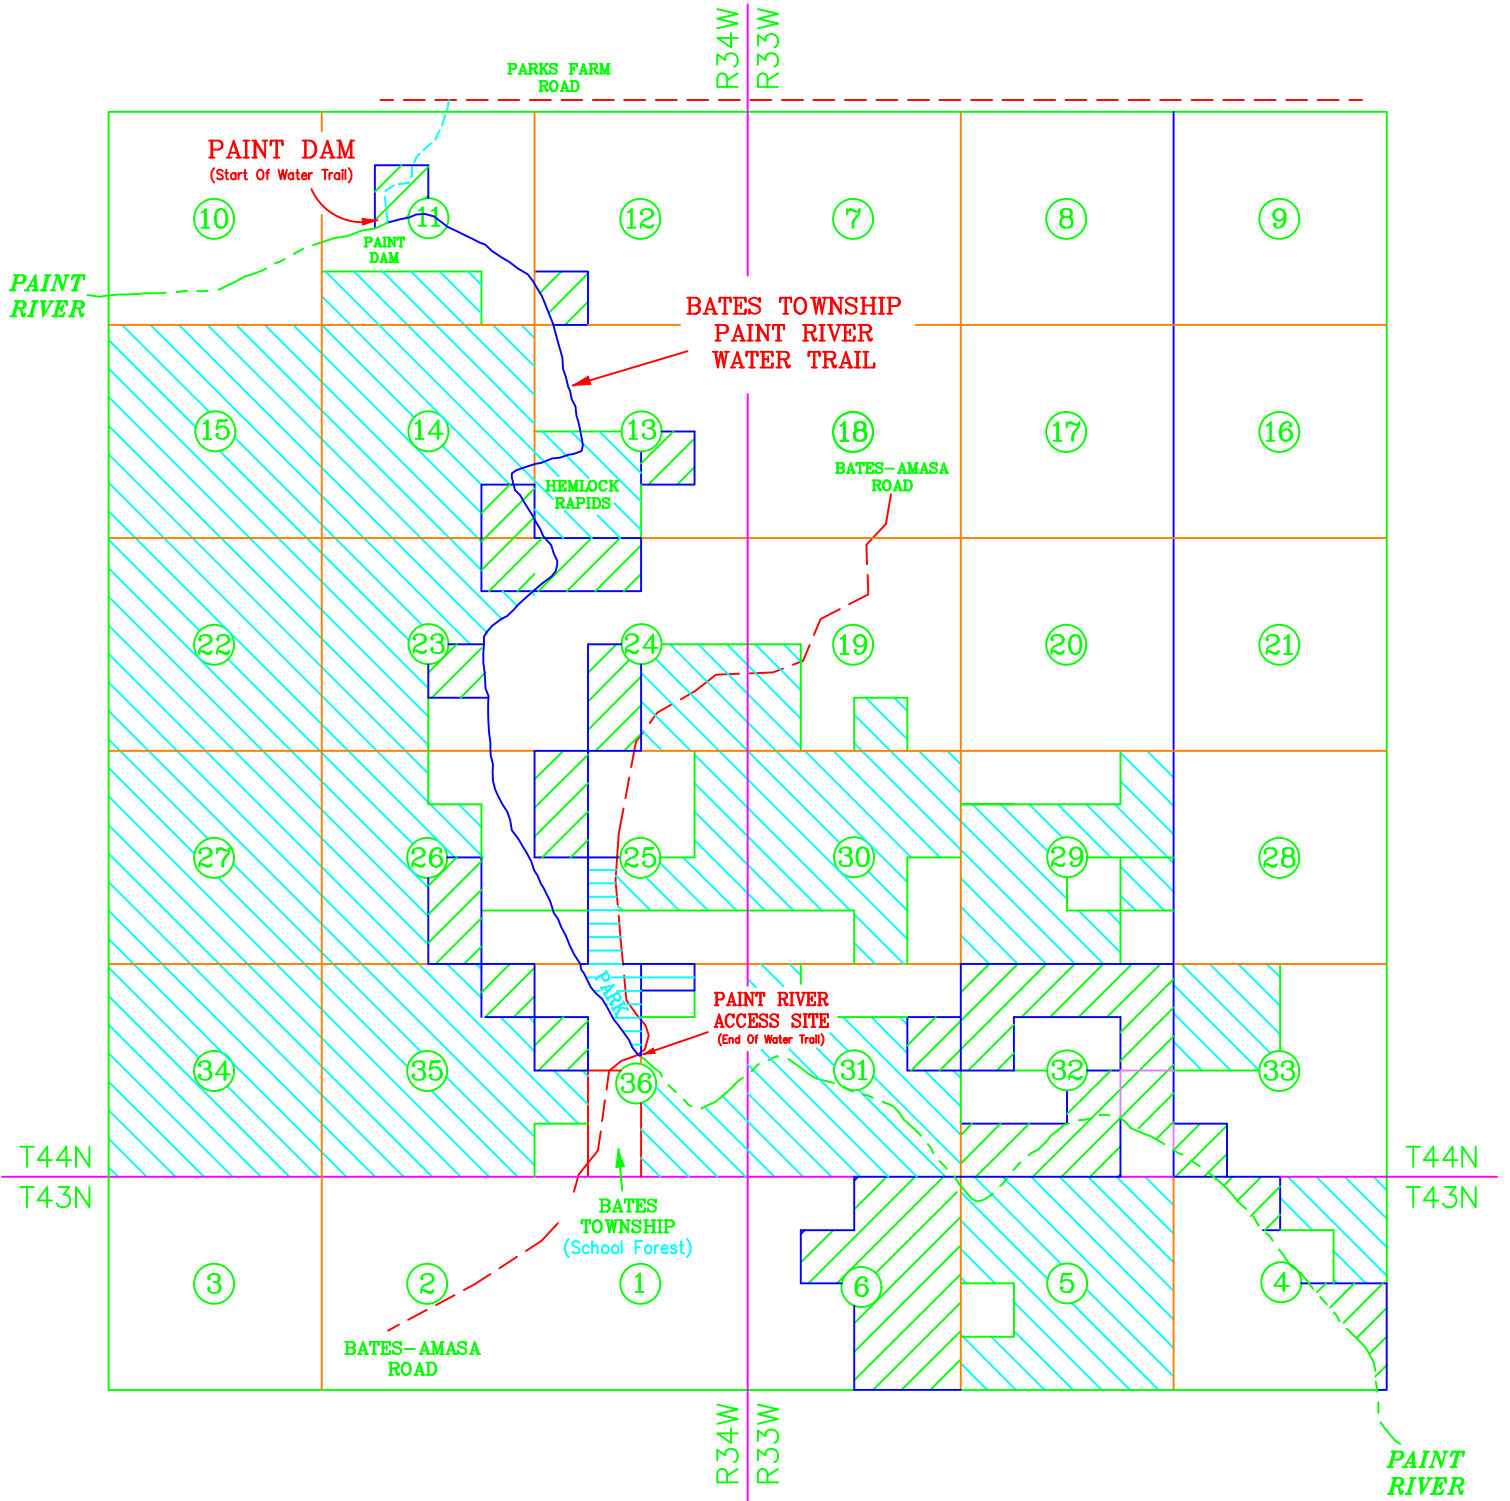 R34W
R33W
PARKS FARM
ROAD
PAINT DAM
(Start Of Water Trail)
10
11
12
7
8
9
PAINT
DAM
PAINT
RIVER
BATES TOWNSHIP
PAINT RIVER
WATER TRAIL
15
14
13
18
17
16
BATES-AMASA
ROAD
HEMLOCK
RAPIDS
22
23
24
19
20
21
27
26
25
30
29
28
PARK
PAINT RIVER
ACCESS SITE
(End Of Water Trail)
34
35
36
31
32
33
T44N
T44N
T43N
T43N
BATES
TOWNSHIP
(School Forest)
3
2
1
6
5
4
BATES-AMASA
ROAD
R34W
R33W
PAINT
RIVER